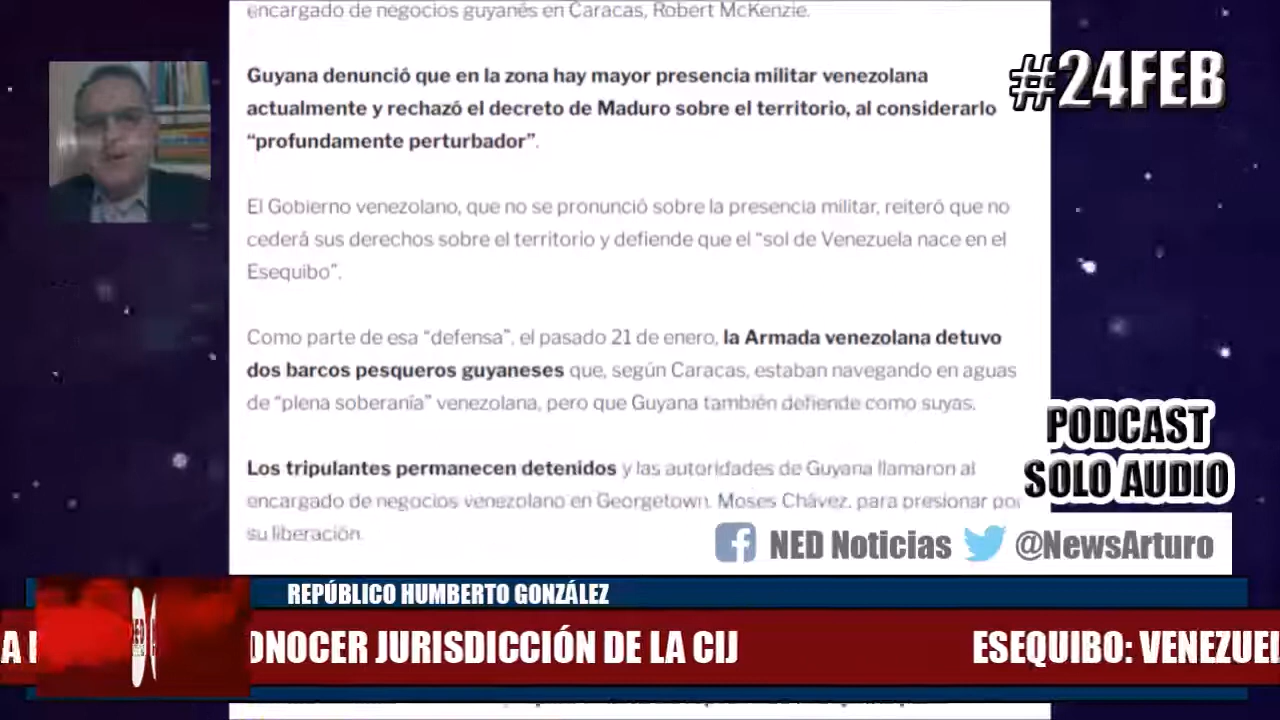 encargado de negocios guyanés en Caracas, Robert McKenzie.
#24FEB
Guyana denunció que en la zona hay mayor presencia militar venezolana
actualmente y rechazó el decreto de Maduro sobre el territorio, al considerarlo
“profundamente perturbador”.
El Gobierno venezolano, que no se pronunció sobre la presencia militar, reiteró que no
cederá sus derechos sobre el territorio y defiende que el “sol de Venezuela nace en el
Esequibo”.
Como parte de esa “defensa”, el pasado 21 de enero, la Armada venezolana detuvo
dos barcos pesqueros guyaneses que, según Caracas, estaban navegando en aguas
de “plena soberanía” venezolana, pero que Guyana también defiende como suyas.
Los tripulantes permanecen detenidos y las autoridades de Guyana llamaron al
encargado de negocios venezolano en Georgetown, Moses Chávez, para presionar por
su liberación.
PODCAST
SOLO AUDIO
NED Noticias @NewsArturo
REPÚBLICO HUMBERTO GONZÁLEZ
ONOCER JURISDICCIÓN DE LA CIJ ESEQUIBO: VENEZUEL